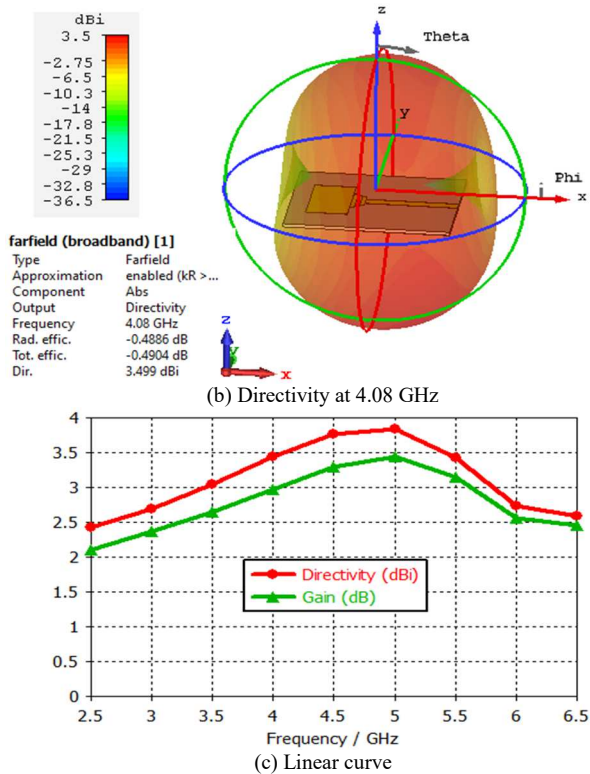 dBi
3.5
-2.75
-6.5
-10.3
-14
-17.8
-21.5
-25.3
-29
-32.8
-36.5
z
Theta
y
Phi
x
farfield (broadband) [1]
Type Farfield
Approximation enabled (kR >...
Component Abs
Output Directivity
Frequency 4.08 GHz
Rad. effic. -0.4886 dB
Tot. effic. -0.4904 dB
Dir. 3.499 dBi
z
y
x
(b) Directivity at 4.08 GHz
4
3.5
3
2.5
2
1.5
1
0.5
0
Directivity (dBi)
Gain (dB)
2.5 3 3.5 4 4.5 5 5.5 6 6.5
Frequency / GHz
(c) Linear curve